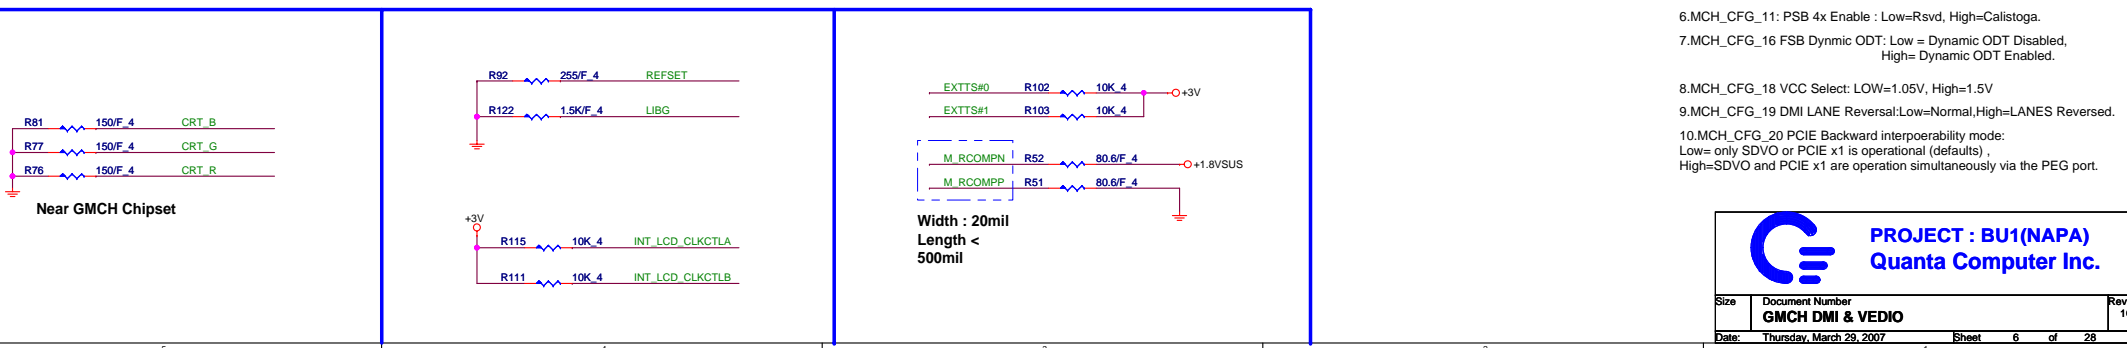 R81 150/F_4 CRT_B
R77 150/F_4 CRT_G
R76 150/F_4 CRT_R
Near GMCH Chipset
R92 255/F_4 REFSET
R122 1.5K/F_4 LIBG
+3V
R115 10K_4 INT_LCD_CLKCTLA
R111 10K_4 INT_LCD_CLKCTLB
EXTTS#0 R102 10K_4 +3V
EXTTS#1 R103 10K_4
M_RCOMPN R52 80.6/F_4 +1.8VSUS
M_RCOMPP R51 80.6/F_4
Width : 20mil
Length <
500mil
6.MCH_CFG_11: PSB 4x Enable : Low=Rsvd, High=Calistoga.
7.MCH_CFG_16 FSB Dynmic ODT: Low = Dynamic ODT Disabled,
High= Dynamic ODT Enabled.
8.MCH_CFG_18 VCC Select: LOW=1.05V, High=1.5V
9.MCH_CFG_19 DMI LANE Reversal:Low=Normal,High=LANES Reversed.
10.MCH_CFG_20 PCIE Backward interpoerability mode:
Low= only SDVO or PCIE x1 is operational (defaults) ,
High=SDVO and PCIE x1 are operation simultaneously via the PEG port.
PROJECT : BU1(NAPA)
Quanta Computer Inc.
Size Document Number Rev
GMCH DMI & VEDIO
Date: Thursday, March 29, 2007 Sheet 6 of 28